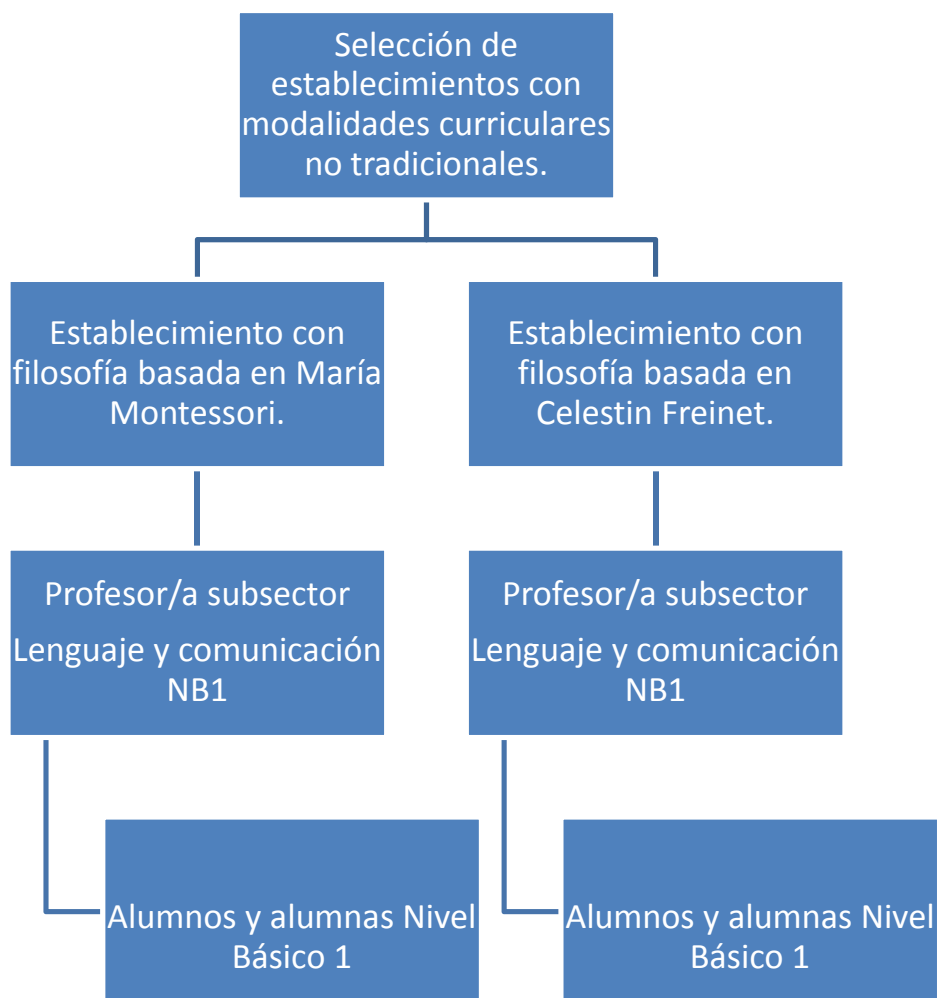 Selección de
establecimientos con
modalidades curriculares
no tradicionales.
Establecimiento con
filosofía basada en María
Montessori.
Establecimiento con
filosofía basada en
Celestin Freinet.
Profesor/a subsector
Lenguaje y comunicación
NB1
Profesor/a subsector
Lenguaje y comunicación
NB1
Alumnos y alumnas Nivel
Básico 1
Alumnos y alumnas Nivel
Básico 1